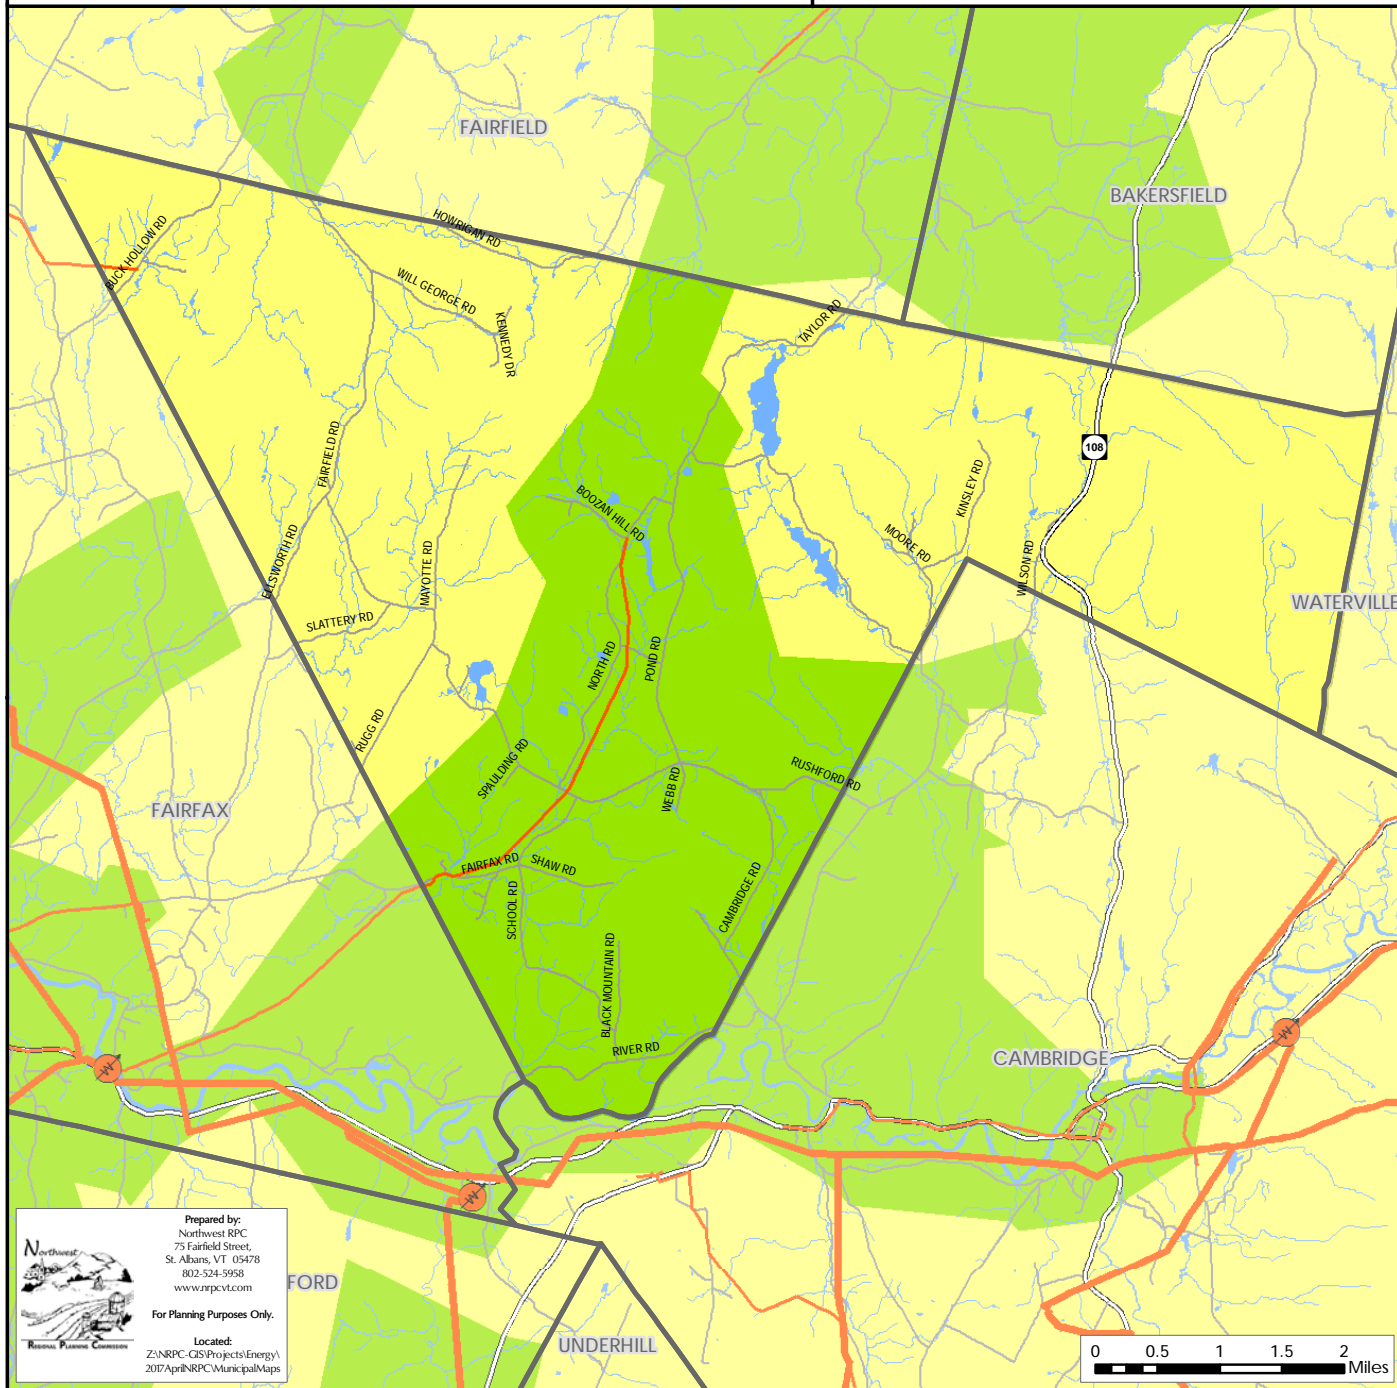 FAIRFIELD
BAKERSFIELD
HOWRIGAN RD
BUCK HOLLOW RD
WILL GEORGE RD
KENNEDY DR
TAYLOR RD
108
FAIRFIELD RD
KINSLEY RD
BOOZAN HILL RD
MOORE RD
ELLSWORTH RD
MAYOTTE RD
WILSON RD
WATERVILLE
SLATTERY RD
NORTH RD
POND RD
RUGG RD
SPAULDING RD
WEBB RD
RUSHFORD RD
FAIRFAX
FAIRFAX RD
SHAW RD
SCHOOL RD
CAMBRIDGE RD
BLACK MOUNTAIN RD
RIVER RD
CAMBRIDGE
W
W
W
Prepared by:
Northwest RPC
75 Fairfield Street,
St. Albans, VT 05478
802-524-5958
www.nrpcvt.com
For Planning Purposes Only.
Located:
Z:\NRPC-GIS\Projects\Energy\
2017AprilNRPC\MunicipalMaps
Northwest
REGIONAL PLANNING COMMISSION
FORD
UNDERHILL
0 0.5 1 1.5 2
Miles